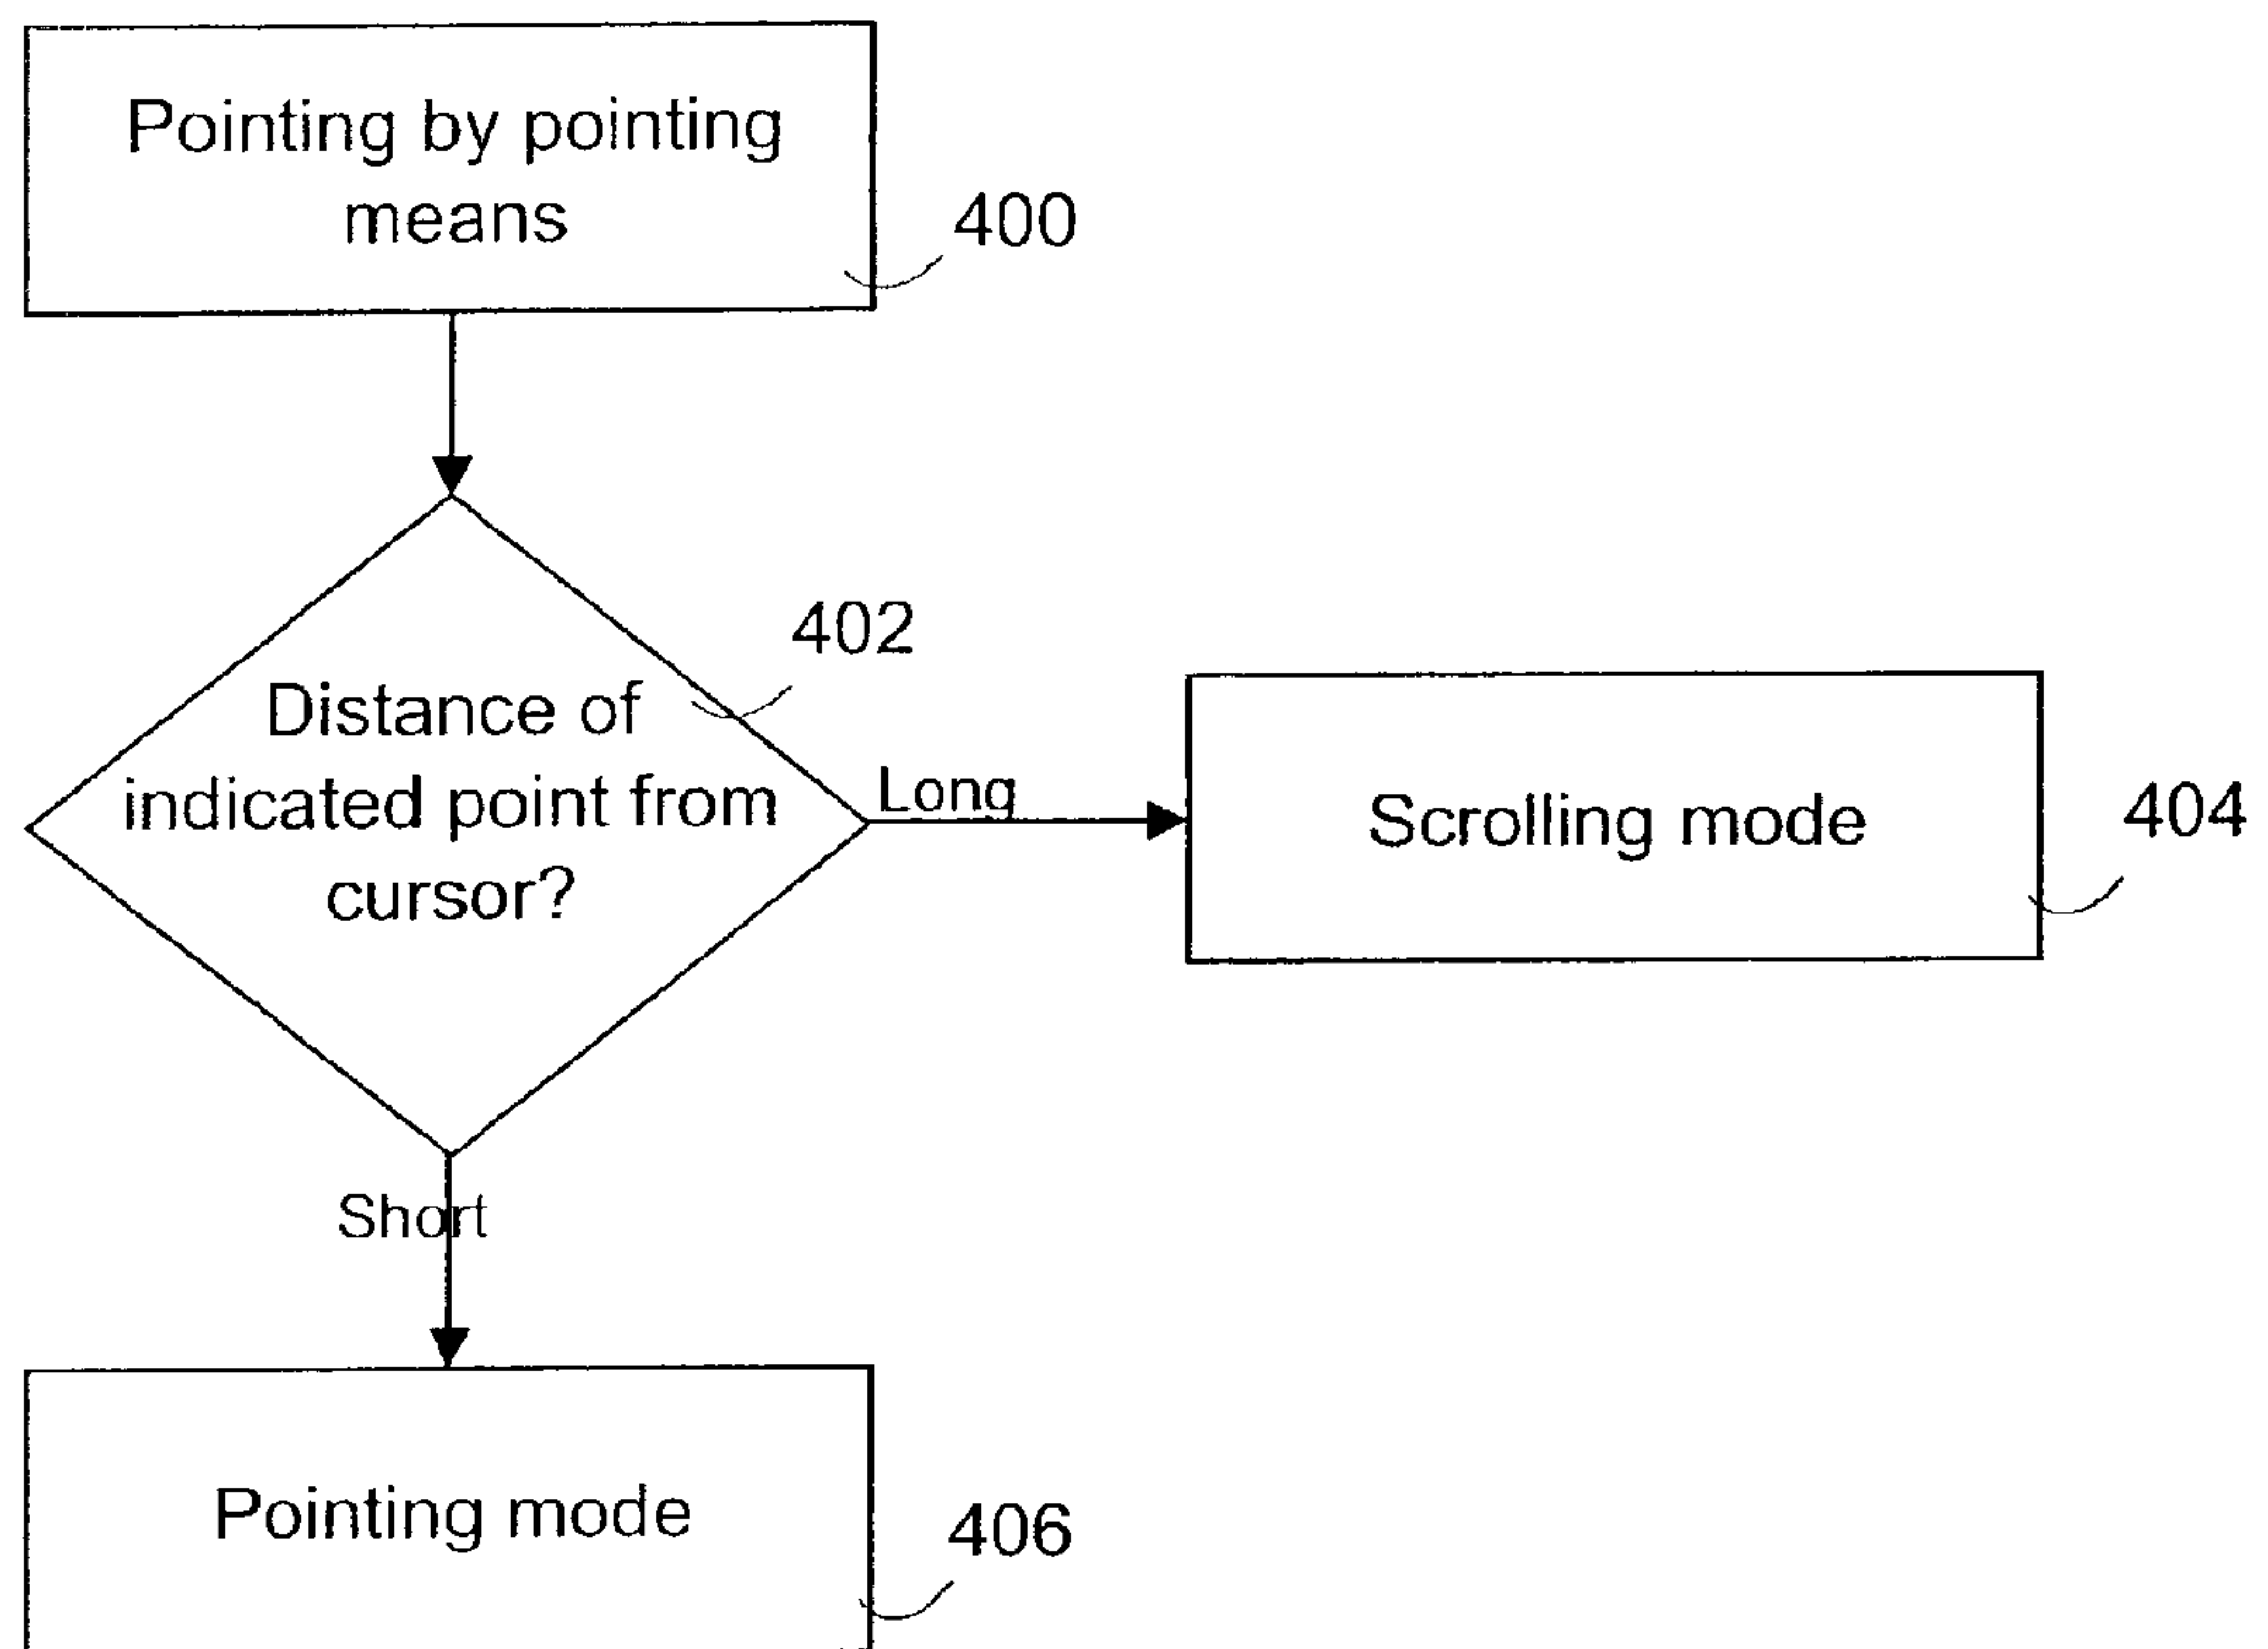 Pointing by pointing
means
400
402
Distance of
indicated point from
cursor?
Long
Scrolling mode
404
Short
Pointing mode
406